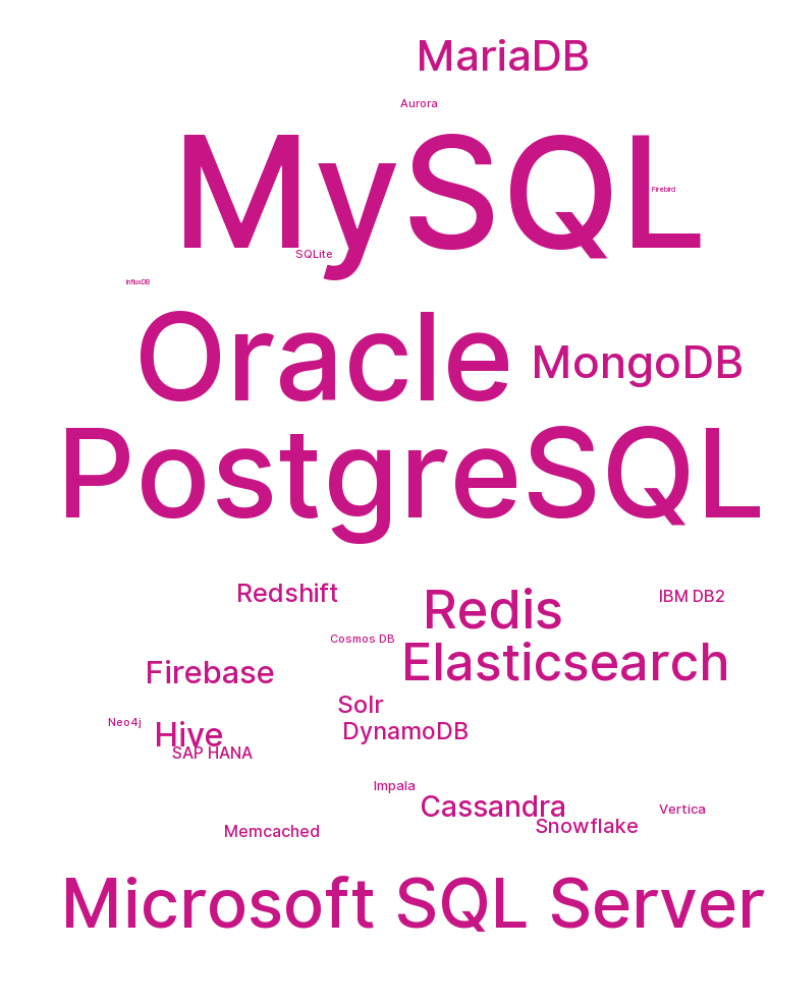 MariaDB
Aurora
MySQL
Firebird
SQLite
InfluxDB
Oracle
MongoDB
PostgreSQL
Redshift
Redis
IBM DB2
Cosmos DB
Elasticsearch
Firebase
Solr
Neo4j
Hive
DynamoDB
SAP HANA
Impala
Cassandra
Vertica
Snowflake
Memcached
Microsoft SQL Server